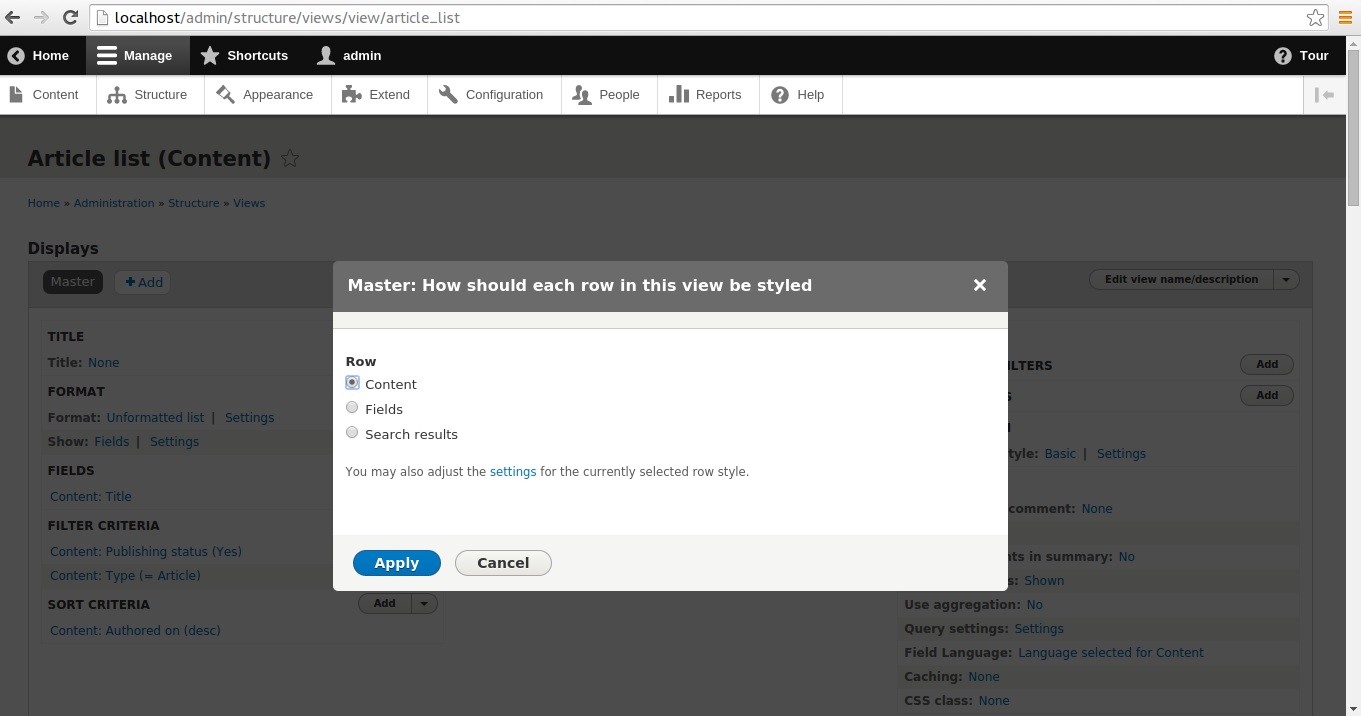 localhost/admin/structure/views/view/article_list
Home Manage Shortcuts admin Tour
Content Structure Appearance Extend Configuration People Reports Help
Article list (Content)
Home » Administration » Structure » Views
Displays
Master Add Edit view name/description
Master: How should each row in this view be styled
Row
Content
Fields
Search results
You may also adjust the settings for the currently selected row style.
Apply Cancel
TITLE
Title: None
FORMAT
Format: Unformatted list | Settings
Show: Fields | Settings
FIELDS
Content: Title
FILTER CRITERIA
Content: Publishing status (Yes)
Content: Type (= Article)
SORT CRITERIA Add
Content: Authored on (desc)
ILTERS Add
S Add
tyle: Basic | Settings
comment: None
nts in summary: No
s: Shown
Use aggregation: No
Query settings: Settings
Field Language: Language selected for Content
Caching: None
CSS class: None